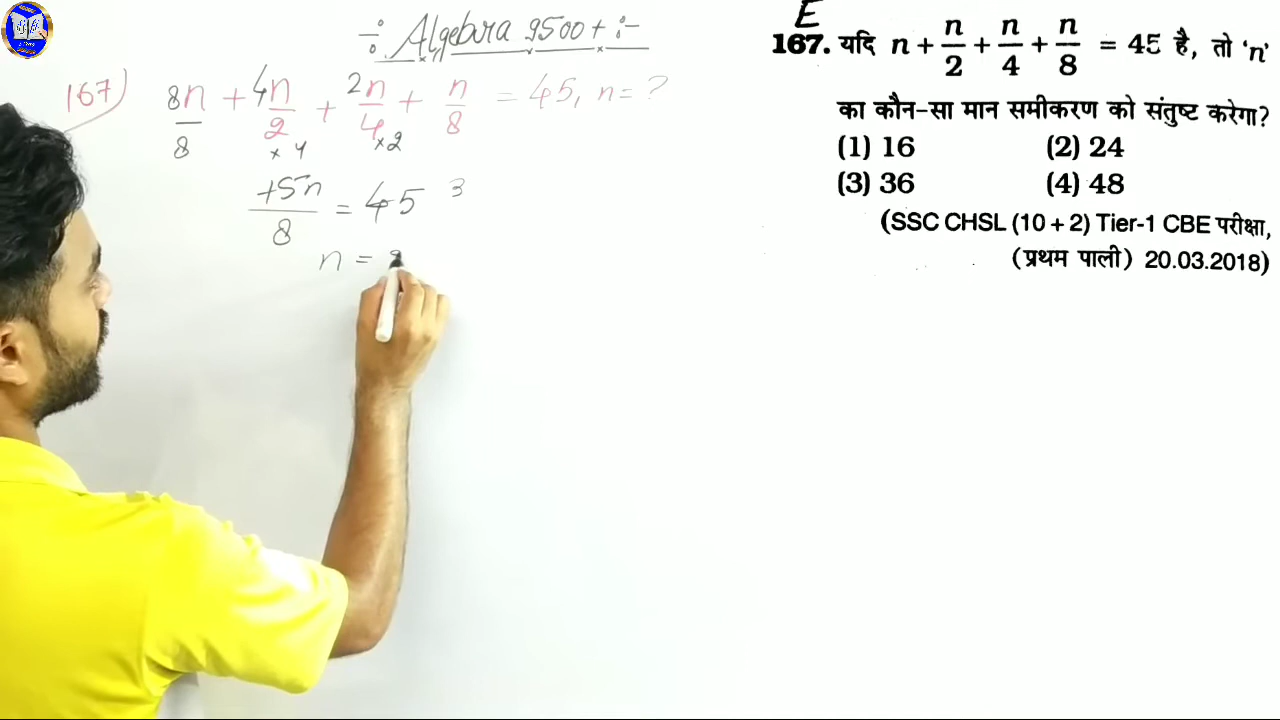 ÷ Algebra 9500+ :-
167) 8n/8 + 4n/2×4 + 2n/4×2 + n/8 = 45, n = ?
15n/8 = 45 3
n =
E
167. यदि n + n/2 + n/4 + n/8 = 45 है, तो ‘n’
का कौन-सा मान समीकरण को संतुष्ट करेगा?
(1) 16 (2) 24
(3) 36 (4) 48
(SSC CHSL (10 + 2) Tier-1 CBE परीक्षा,
(प्रथम पाली) 20.03.2018)